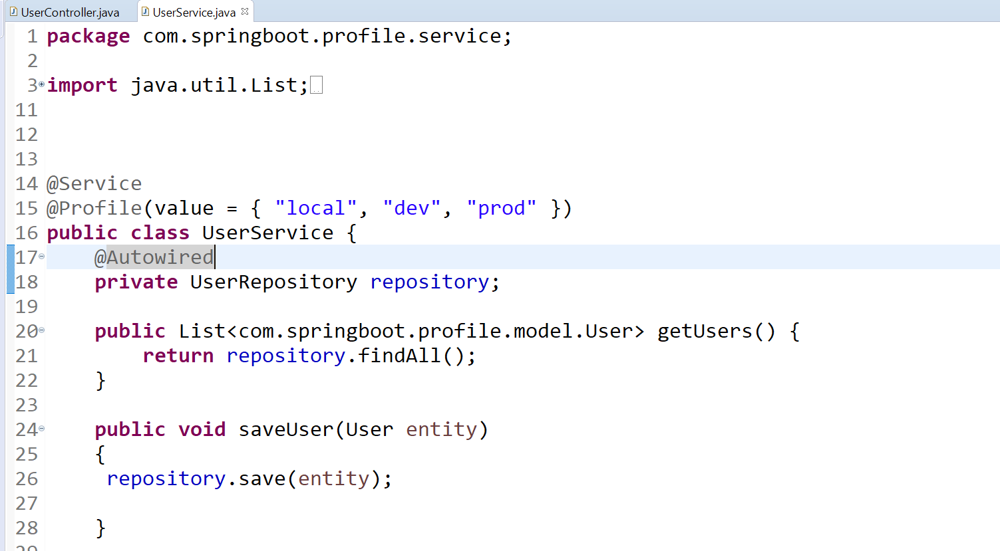 UserController.java UserService.java
1 package com.springboot.profile.service;
2
3 import java.util.List;
11
12
13
14 @Service
15 @Profile(value = { "local", "dev", "prod" })
16 public class UserService {
17 @Autowired
18 private UserRepository repository;
19
20 public List<com.springboot.profile.model.User> getUsers() {
21 return repository.findAll();
22 }
23
24 public void saveUser(User entity)
25 {
26 repository.save(entity);
27
28 }
29